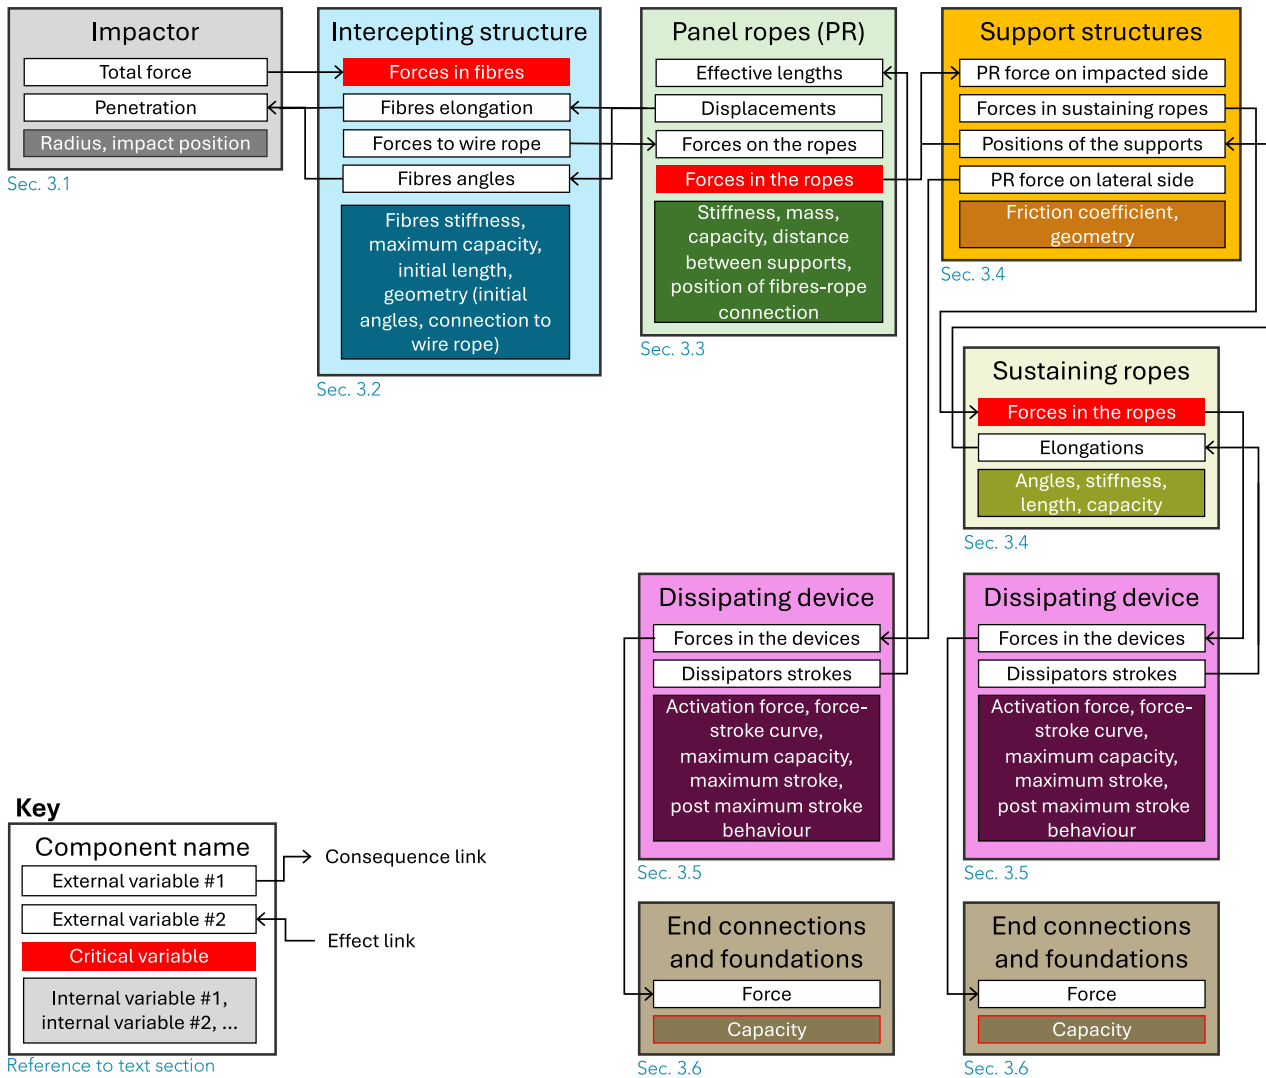 Impactor
Total force
Penetration
Radius, impact position
Sec. 3.1
Intercepting structure
Forces in fibres
Fibres elongation
Forces to wire rope
Fibres angles
Fibres stiffness,
maximum capacity,
initial length,
geometry (initial
angles, connection to
wire rope)
Sec. 3.2
Panel ropes (PR)
Effective lengths
Displacements
Forces on the ropes
Forces in the ropes
Stiffness, mass,
capacity, distance
between supports,
position of fibres-rope
connection
Sec. 3.3
Support structures
PR force on impacted side
Forces in sustaining ropes
Positions of the supports
PR force on lateral side
Friction coefficient,
geometry
Sec. 3.4
Sustaining ropes
Forces in the ropes
Elongations
Angles, stiffness,
length, capacity
Sec. 3.4
Dissipating device
Forces in the devices
Dissipators strokes
Activation force, force-
stroke curve,
maximum capacity,
maximum stroke,
post maximum stroke
behaviour
Sec. 3.5
Dissipating device
Forces in the devices
Dissipators strokes
Activation force, force-
stroke curve,
maximum capacity,
maximum stroke,
post maximum stroke
behaviour
Sec. 3.5
End connections
and foundations
Force
Capacity
Sec. 3.6
End connections
and foundations
Force
Capacity
Sec. 3.6
Key
Component name
External variable #1
External variable #2
Critical variable
Internal variable #1,
internal variable #2, ...
Reference to text section
Consequence link
Effect link